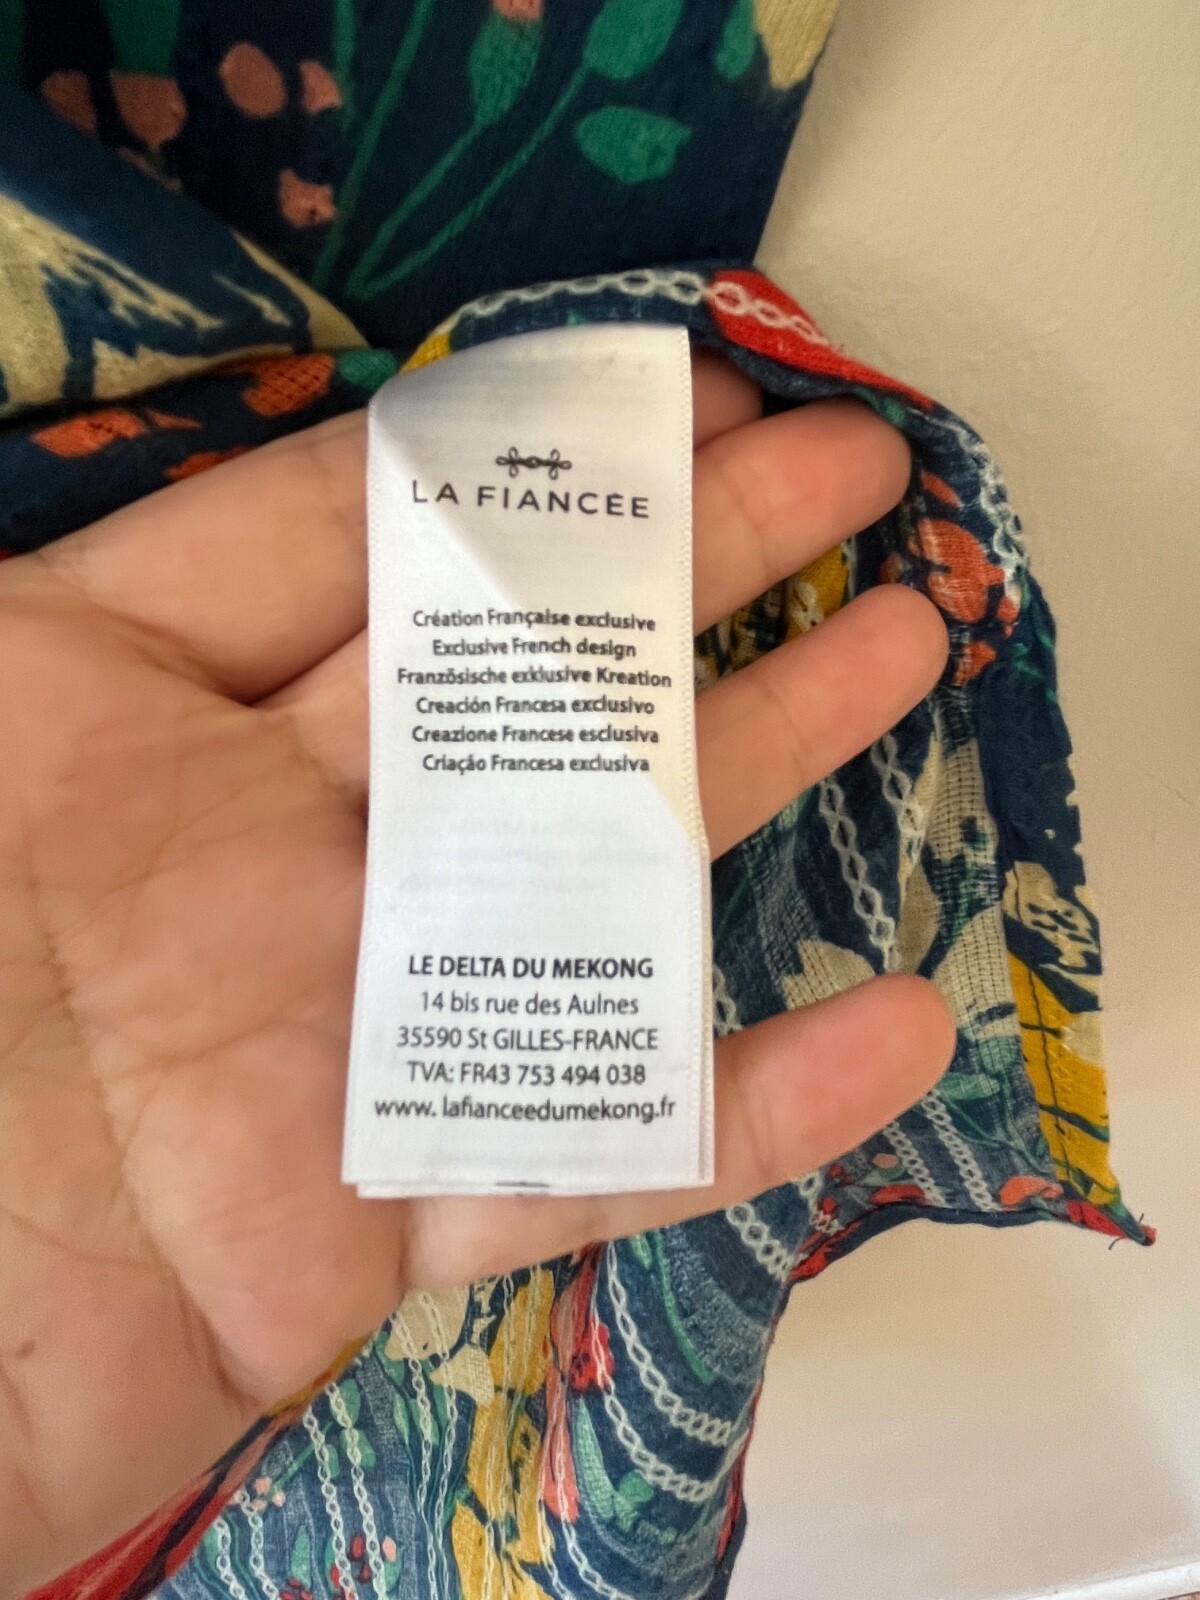 LA FIANCÉE
Création Française exclusive
Exclusive French design
Französische exklusive Kreation
Creación Francesa exclusivo
Creazione Francese esclusiva
Criação Francesa exclusiva
LE DELTA DU MEKONG
14 bis rue des Aulnes
35590 St GILLES-FRANCE
TVA: FR43 753 494 038
www. lafianceedumekong.fr